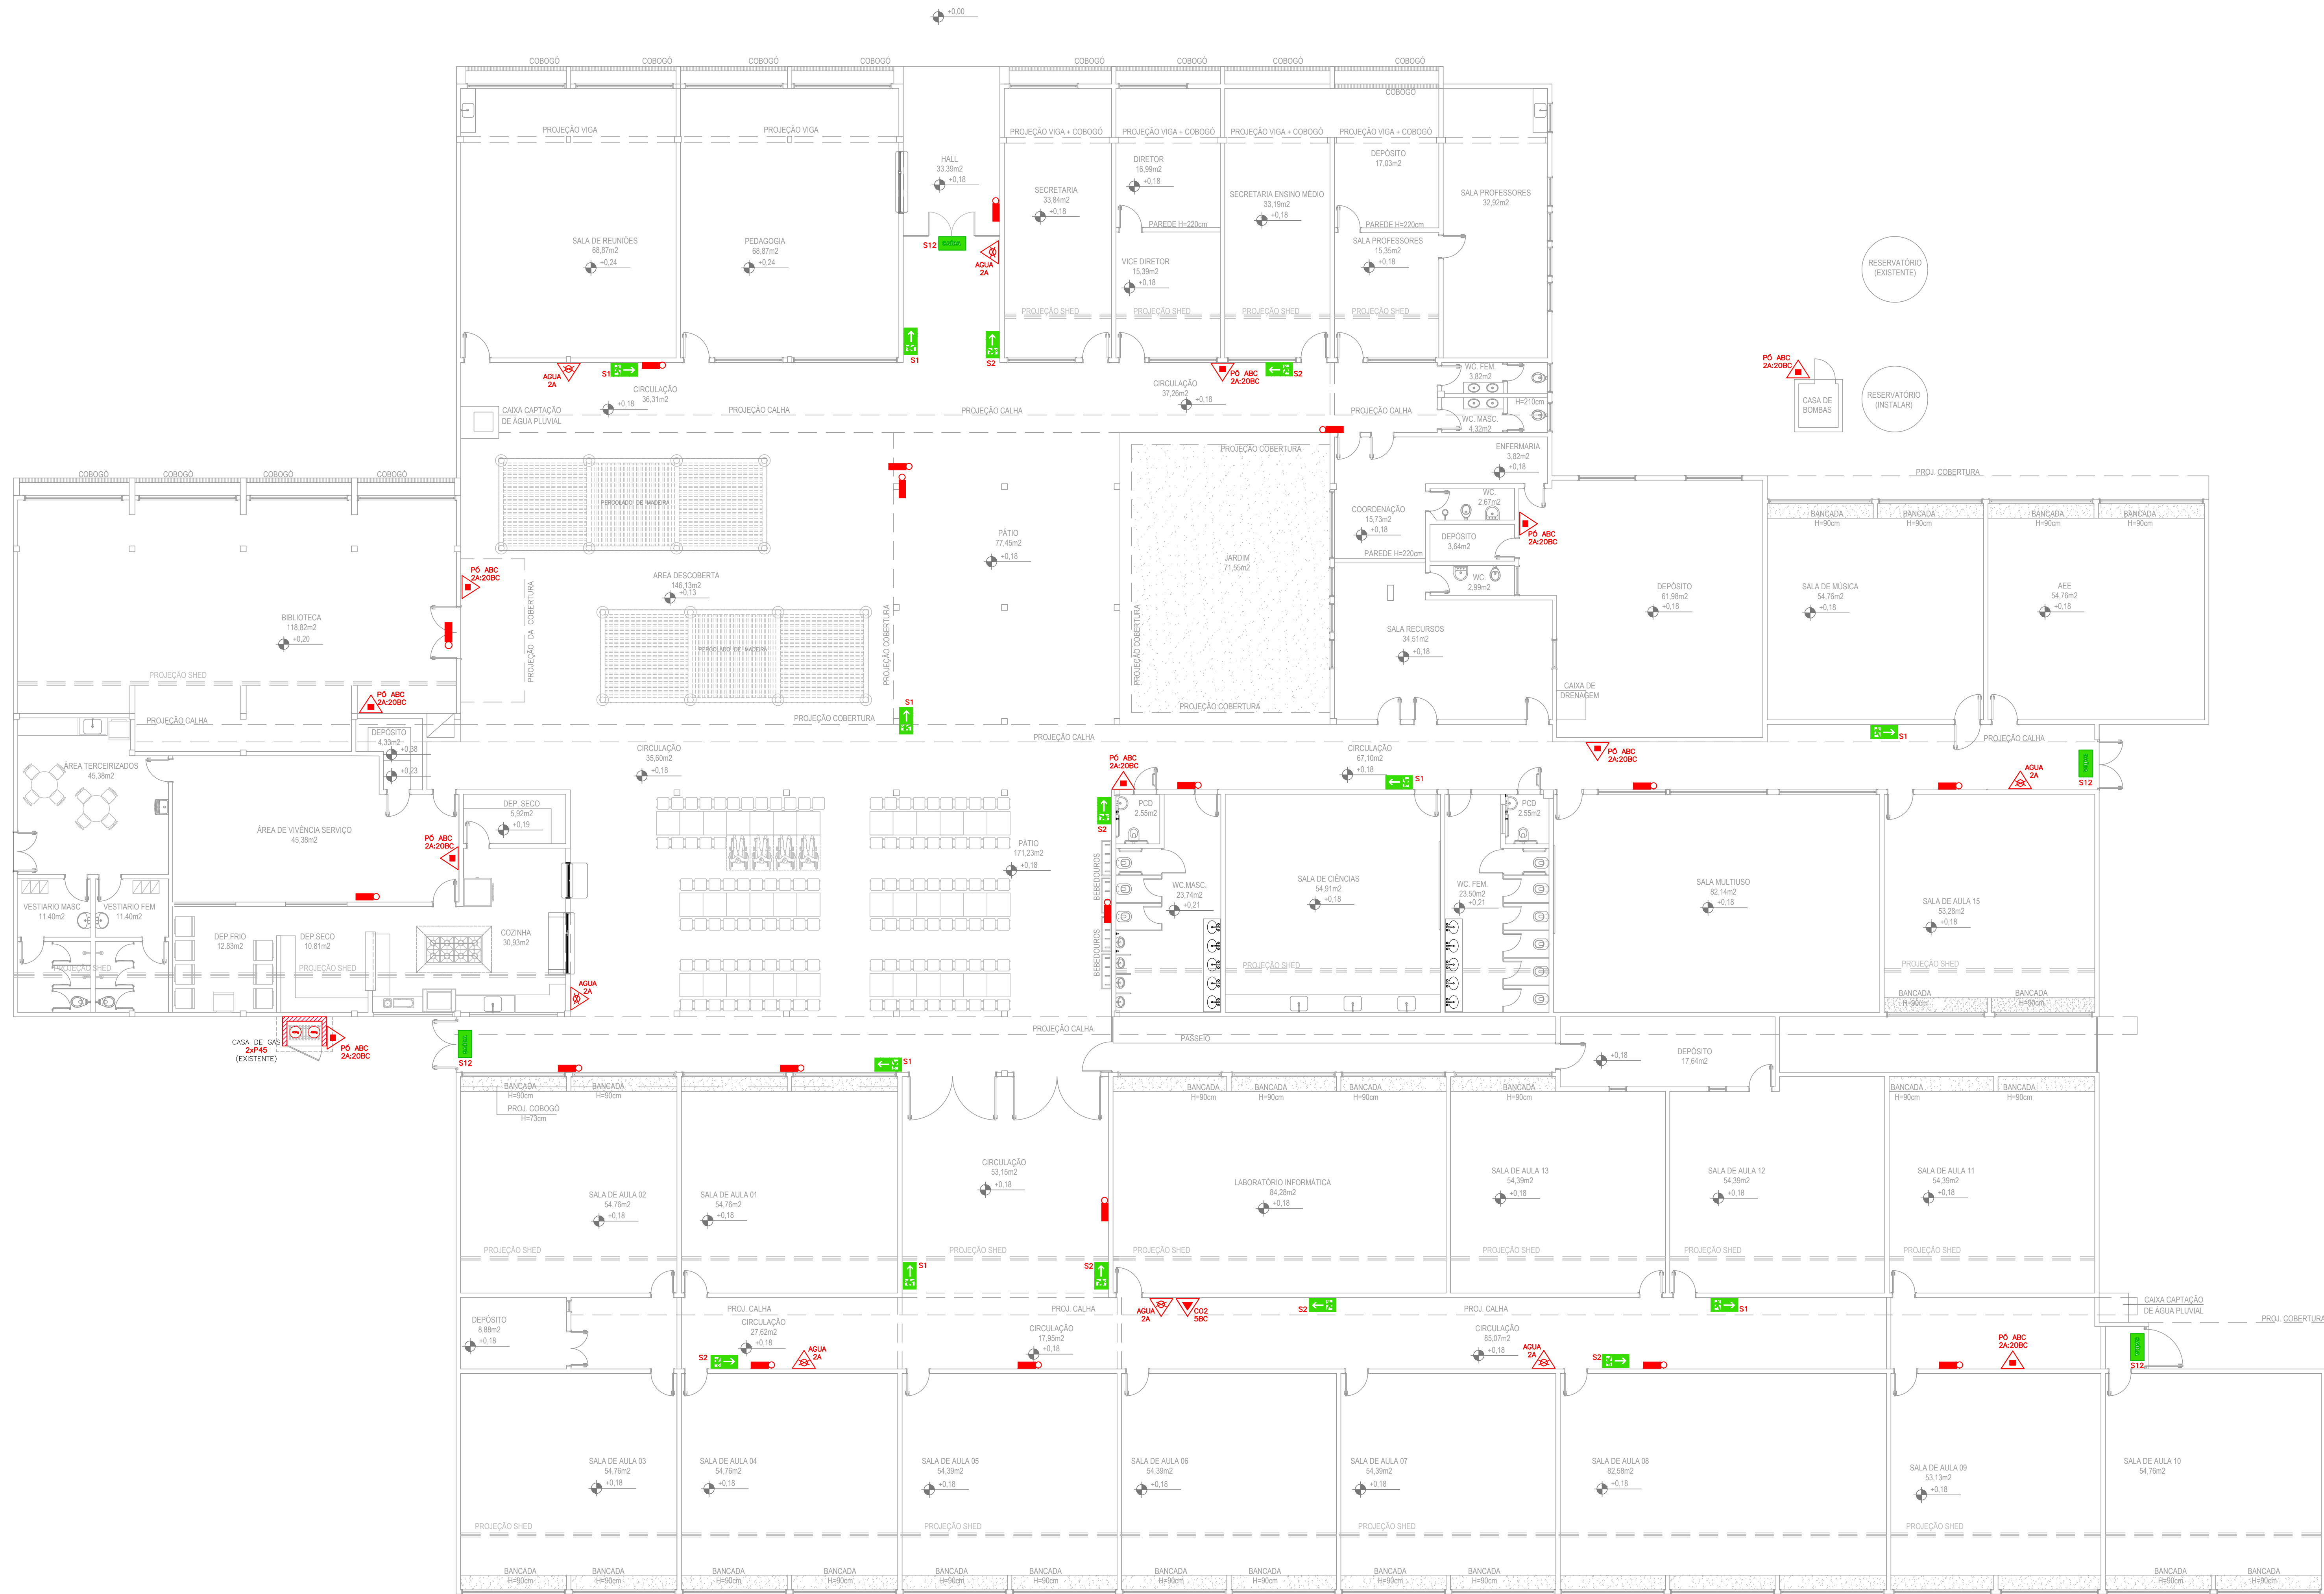 +0.00
COBOGÓ
COBOGÓ
COBOGÓ
COBOGÓ
COBOGÓ
COBOGÓ
COBOGÓ
COBOGÓ
COBOGO
PROJEÇÃO VIGA
PROJEÇÃO VIGA
PROJEÇÃO VIGA + COBOGÓ
PROJEÇÃO VIGA + COBOGÓ
PROJEÇÃO VIGA + COBOGÓ
PROJEÇÃO VIGA + COBOGÓ
HALL
33,39m2
+0,18
DIRETOR
16,99m2
+0,18
DEPÓSITO
17,03m2
SECRETARIA
33,84m2
+0,18
SECRETARIA ENSINO MÉDIO
33,19m2
+0,18
SALA PROFESSORES
32,92m2
PAREDE H=220cm
PAREDE H=220cm
SALA DE REUNIÕES
68,87m2
+0,24
PEDAGOGIA
68,87m2
+0,24
S12
AGUA
2A
VICE DIRETOR
15,39m2
+0,18
SALA PROFESSORES
15,35m2
+0,18
RESERVATÓRIO
(EXISTENTE)
PROJEÇÃO SHED
PROJEÇÃO SHED
PROJEÇÃO SHED
PROJEÇÃO SHED
S1
S2
AGUA
2A
S1
CIRCULAÇÃO
36,31m2
+0,18
PÓ ABC
2A:20BC
S2
CIRCULAÇÃO
37,26m2
+0,18
WC. FEM.
3,82m2
H=210cm
WC. MASC.
4,32m2
PÓ ABC
2A:20BC
CASA DE
BOMBAS
RESERVATÓRIO
(INSTALAR)
CAIXA CAPTAÇÃO
DE ÁGUA PLUVIAL
PROJEÇÃO CALHA
PROJEÇÃO CALHA
PROJEÇÃO CALHA
PROJEÇÃO COBERTURA
ENFERMARIA
3,82m2
+0,18
COBOGÓ
COBOGÓ
COBOGÓ
COBOGÓ
PROJ. COBERTURA
PERGOLADO DE MADEIRA
WC.
2,67m2
COORDENAÇÃO
15,73m2
+0,18
BANCADA
H=90cm
BANCADA
H=90cm
BANCADA
H=90cm
BANCADA
H=90cm
PÁTIO
77,45m2
+0,18
DEPÓSITO
3,64m2
PÓ ABC
2A:20BC
PAREDE H=220cm
JARDIM
71,55m2
PÓ ABC
2A:20BC
AREA DESCOBERTA
146,13m2
+0,13
WC.
2,99m2
DEPÓSITO
61,98m2
+0,18
SALA DE MÚSICA
54,76m2
+0,18
AEE
54,76m2
+0,18
BIBLIOTECA
118,82m2
+0,20
PROJEÇÃO DA COBERTURA
PROJEÇÃO COBERTURA
PROJEÇÃO COBERTURA
SALA RECURSOS
34,51m2
+0,18
PERGOLADO DE MADEIRA
PROJEÇÃO SHED
CAIXA DE
DRENAGEM
PÓ ABC
2A:20BC
S1
PROJEÇÃO COBERTURA
PROJEÇÃO CALHA
PROJEÇÃO COBERTURA
DEPÓSITO
4,33m2
+0,38
+0,23
PROJEÇÃO CALHA
S1
PROJEÇÃO CALHA
CIRCULAÇÃO
35,60m2
+0,18
CIRCULAÇÃO
67,10m2
+0,18
PÓ ABC
2A:20BC
PÓ ABC
2A:20BC
S1
AGUA
2A
S12
ÁREA TERCEIRIZADOS
45,38m2
DEP. SECO
5,92m2
+0,19
S2
PCD
2.55m2
PCD
2.55m2
ÁREA DE VIVÊNCIA SERVIÇO
45,38m2
PÓ ABC
2A:20BC
PÁTIO
171,23m2
+0,18
BEBEDOUROS
BEBEDOUROS
WC.MASC.
23,74m2
+0,21
SALA DE CIÊNCIAS
54,91m2
+0,18
WC. FEM.
23,50m2
+0,21
SALA MULTIUSO
82.14m2
+0,18
SALA DE AULA 15
53,28m2
+0,18
VESTIARIO MASC
11.40m2
VESTIARIO FEM
11.40m2
DEP.FRIO
12.83m2
DEP.SECO
10.81m2
COZINHA
30,93m2
PROJEÇÃO SHED
PROJEÇÃO SHED
PROJEÇÃO SHED
PROJEÇÃO SHED
AGUA
2A
BANCADA
H=90cm
BANCADA
H=90cm
CASA DE GÁS
2xP45
(EXISTENTE)
PÓ ABC
2A:20BC
S12
PROJEÇÃO CALHA
PASSEIO
S1
+0,18
DEPÓSITO
17,64m2
BANCADA
H=90cm
BANCADA
H=90cm
PROJ. COBOGÓ
H=73cm
BANCADA
H=90cm
BANCADA
H=90cm
BANCADA
H=90cm
BANCADA
H=90cm
BANCADA
H=90cm
BANCADA
H=90cm
SALA DE AULA 02
54,76m2
+0,18
SALA DE AULA 01
54,76m2
+0,18
CIRCULAÇÃO
53,15m2
+0,18
LABORATÓRIO INFORMÁTICA
84,28m2
+0,18
SALA DE AULA 13
54,39m2
+0,18
SALA DE AULA 12
54,39m2
+0,18
SALA DE AULA 11
54,39m2
+0,18
PROJEÇÃO SHED
PROJEÇÃO SHED
PROJEÇÃO SHED
PROJEÇÃO SHED
PROJEÇÃO SHED
PROJEÇÃO SHED
S1
S2
PROJ. CALHA
PROJ. CALHA
AGUA
2A
CO2
5BC
S2
PROJ. CALHA
S1
CAIXA CAPTAÇÃO
DE ÁGUA PLUVIAL
PROJ. COBERTURA
DEPÓSITO
8,88m2
+0,18
CIRCULAÇÃO
27,62m2
+0,18
CIRCULAÇÃO
17,95m2
+0,18
CIRCULAÇÃO
85,07m2
+0,18
S2
AGUA
2A
AGUA
2A
S2
PÓ ABC
2A:20BC
S12
SALA DE AULA 03
54,76m2
+0,18
SALA DE AULA 04
54,76m2
+0,18
SALA DE AULA 05
54,39m2
+0,18
SALA DE AULA 06
54,39m2
+0,18
SALA DE AULA 07
54,39m2
+0,18
SALA DE AULA 08
82,58m2
+0,18
SALA DE AULA 09
53,13m2
+0,18
SALA DE AULA 10
54,76m2
PROJEÇÃO SHED
PROJEÇÃO SHED
PROJEÇÃO SHED
PROJEÇÃO SHED
BANCADA
H=90cm
BANCADA
H=90cm
BANCADA
H=90cm
BANCADA
H=90cm
BANCADA
H=90cm
BANCADA
H=90cm
BANCADA
H=90cm
BANCADA
H=90cm
BANCADA
H=90cm
BANCADA
H=90cm
BANCADA
H=90cm
BANCADA
H=90cm